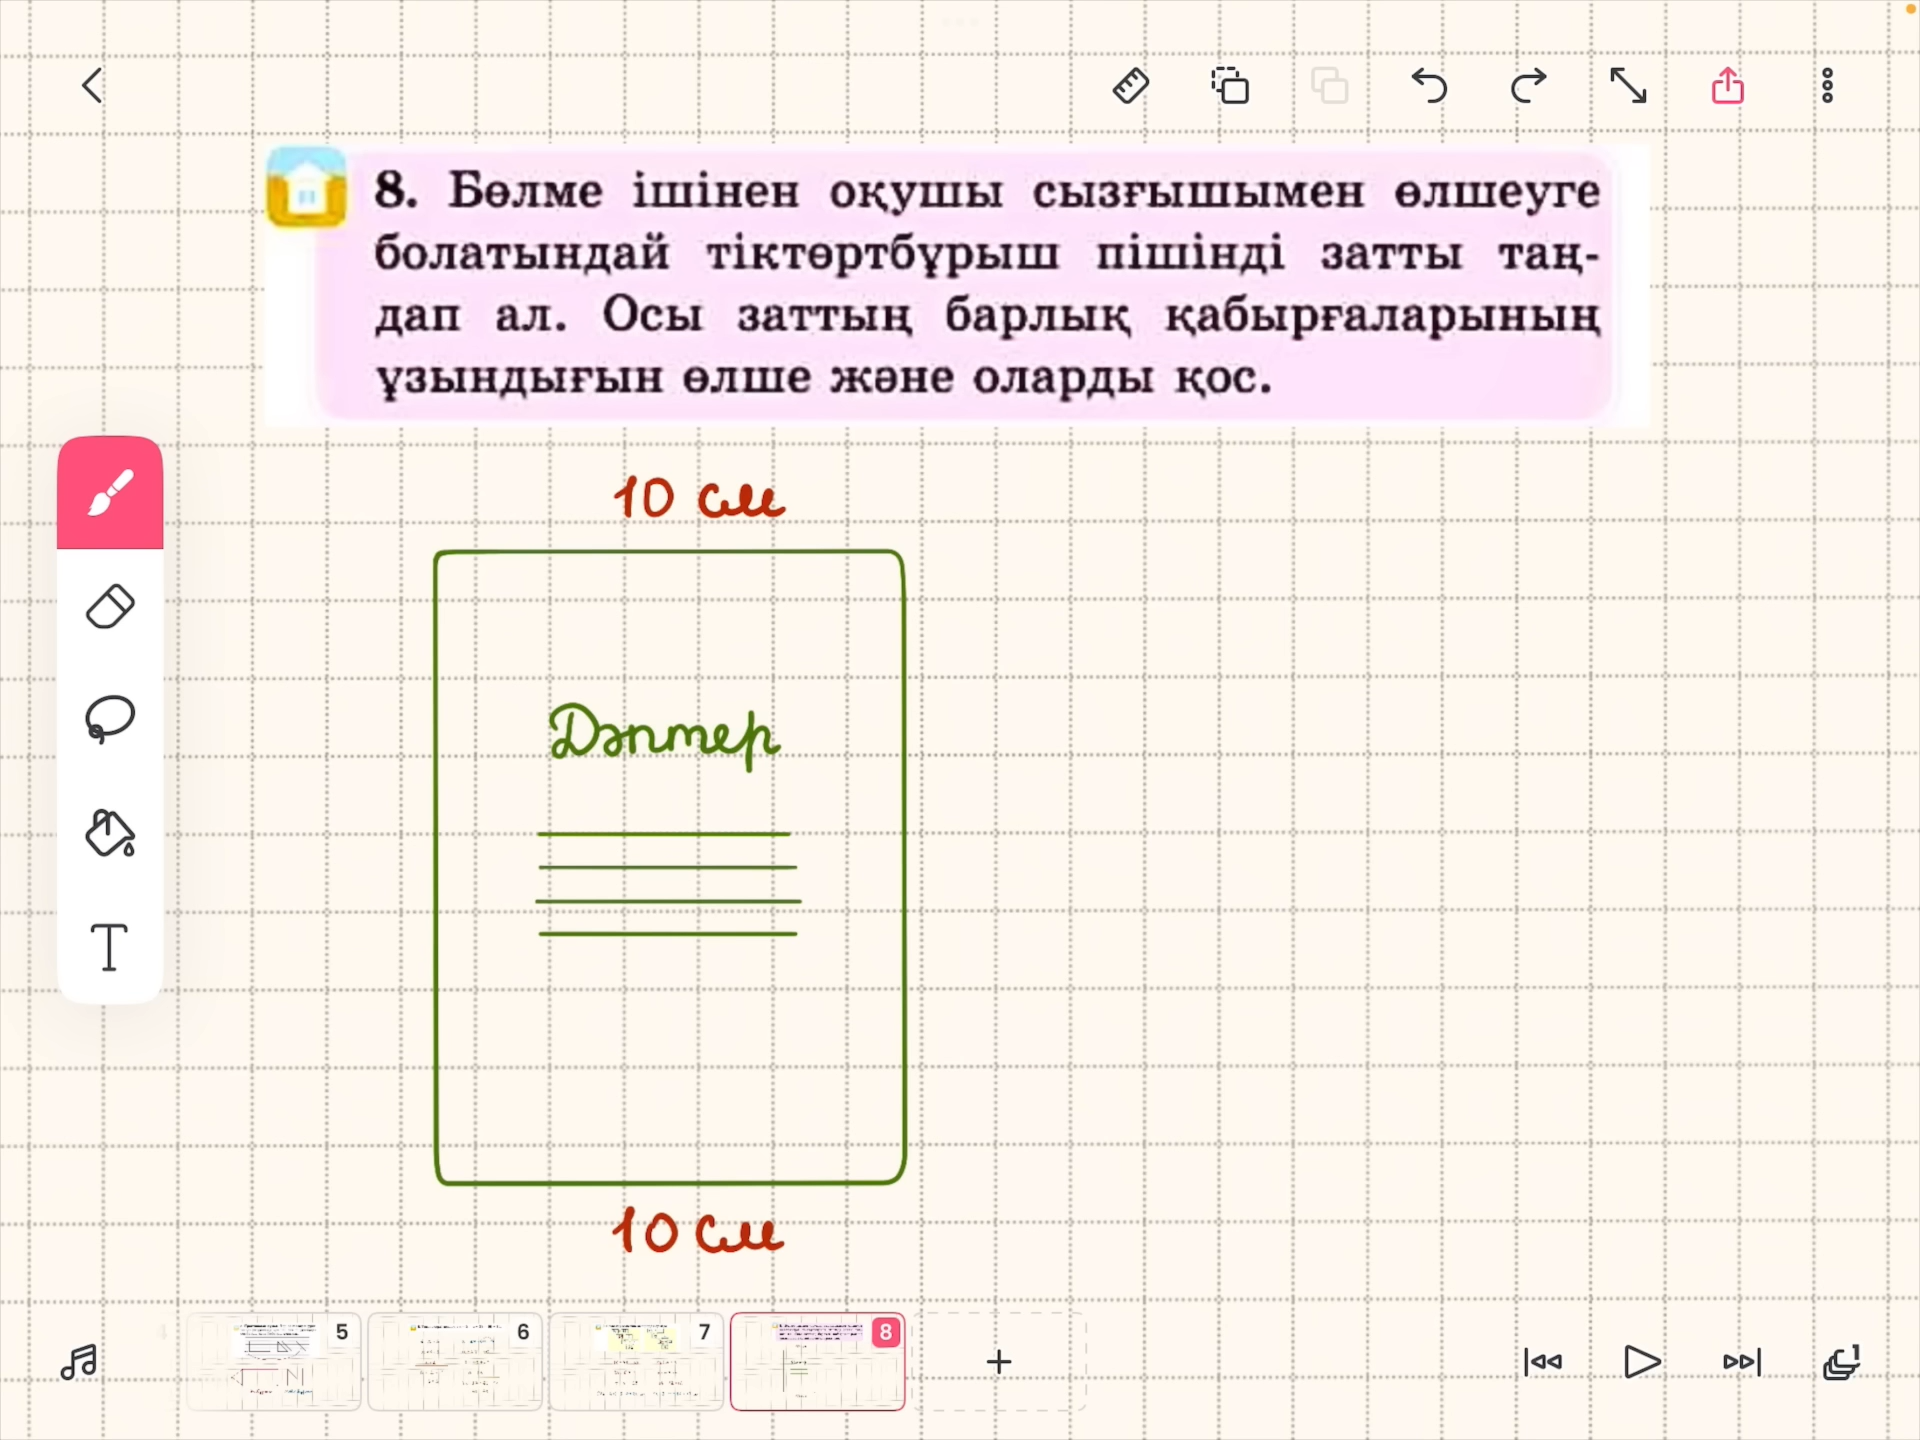 8. Бөлме ішінен оқушы сызғышымен өлшеуге
болатындай тіктөртбұрыш пішінді затты таң-
дап ал. Осы заттың барлық қабырғаларының
ұзындығын өлше және оларды қос.
10 см
Дәптер
10 см
T
5
6
7
8
1